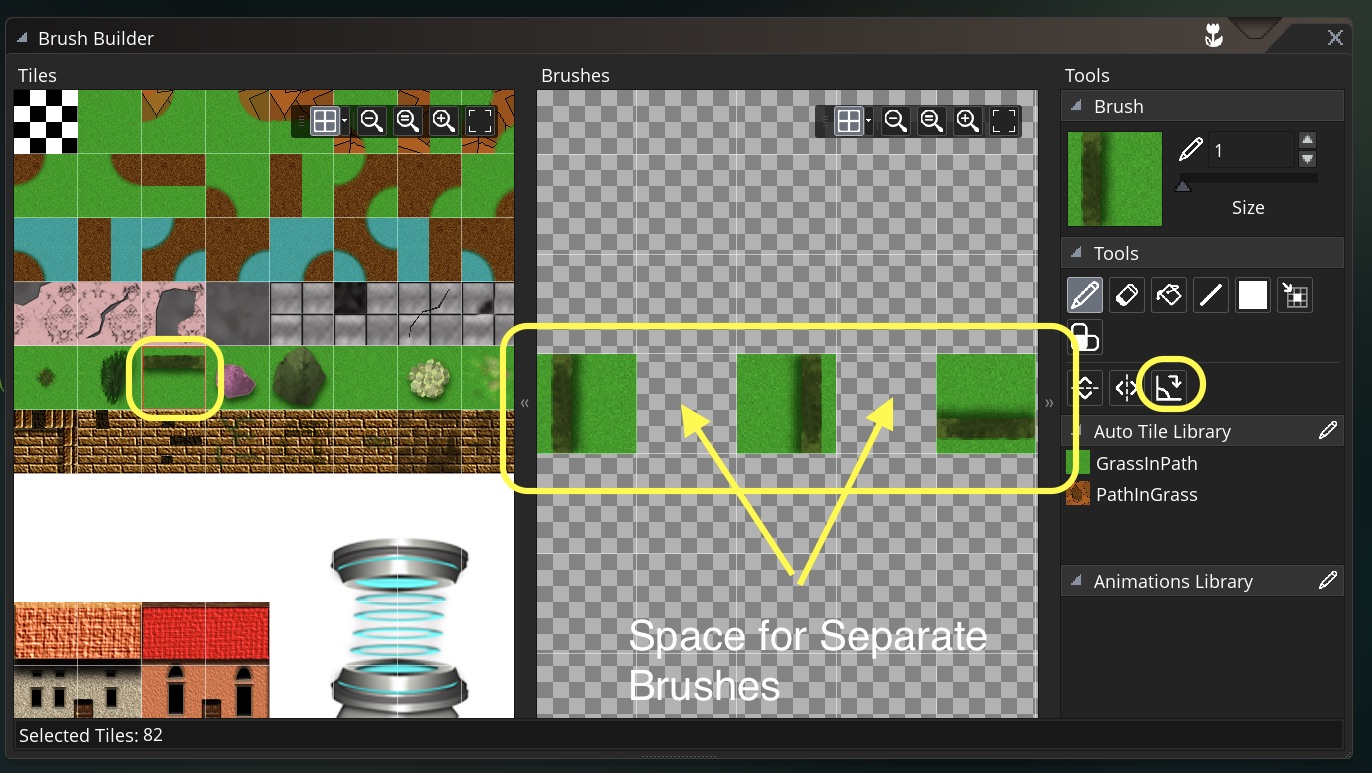 Brush Builder
Tiles
Brushes
Tools
Brush
1
Size
Tools
Auto Tile Library
GrassInPath
PathInGrass
Animations Library
Space for Separate
Brushes
Selected Tiles: 82